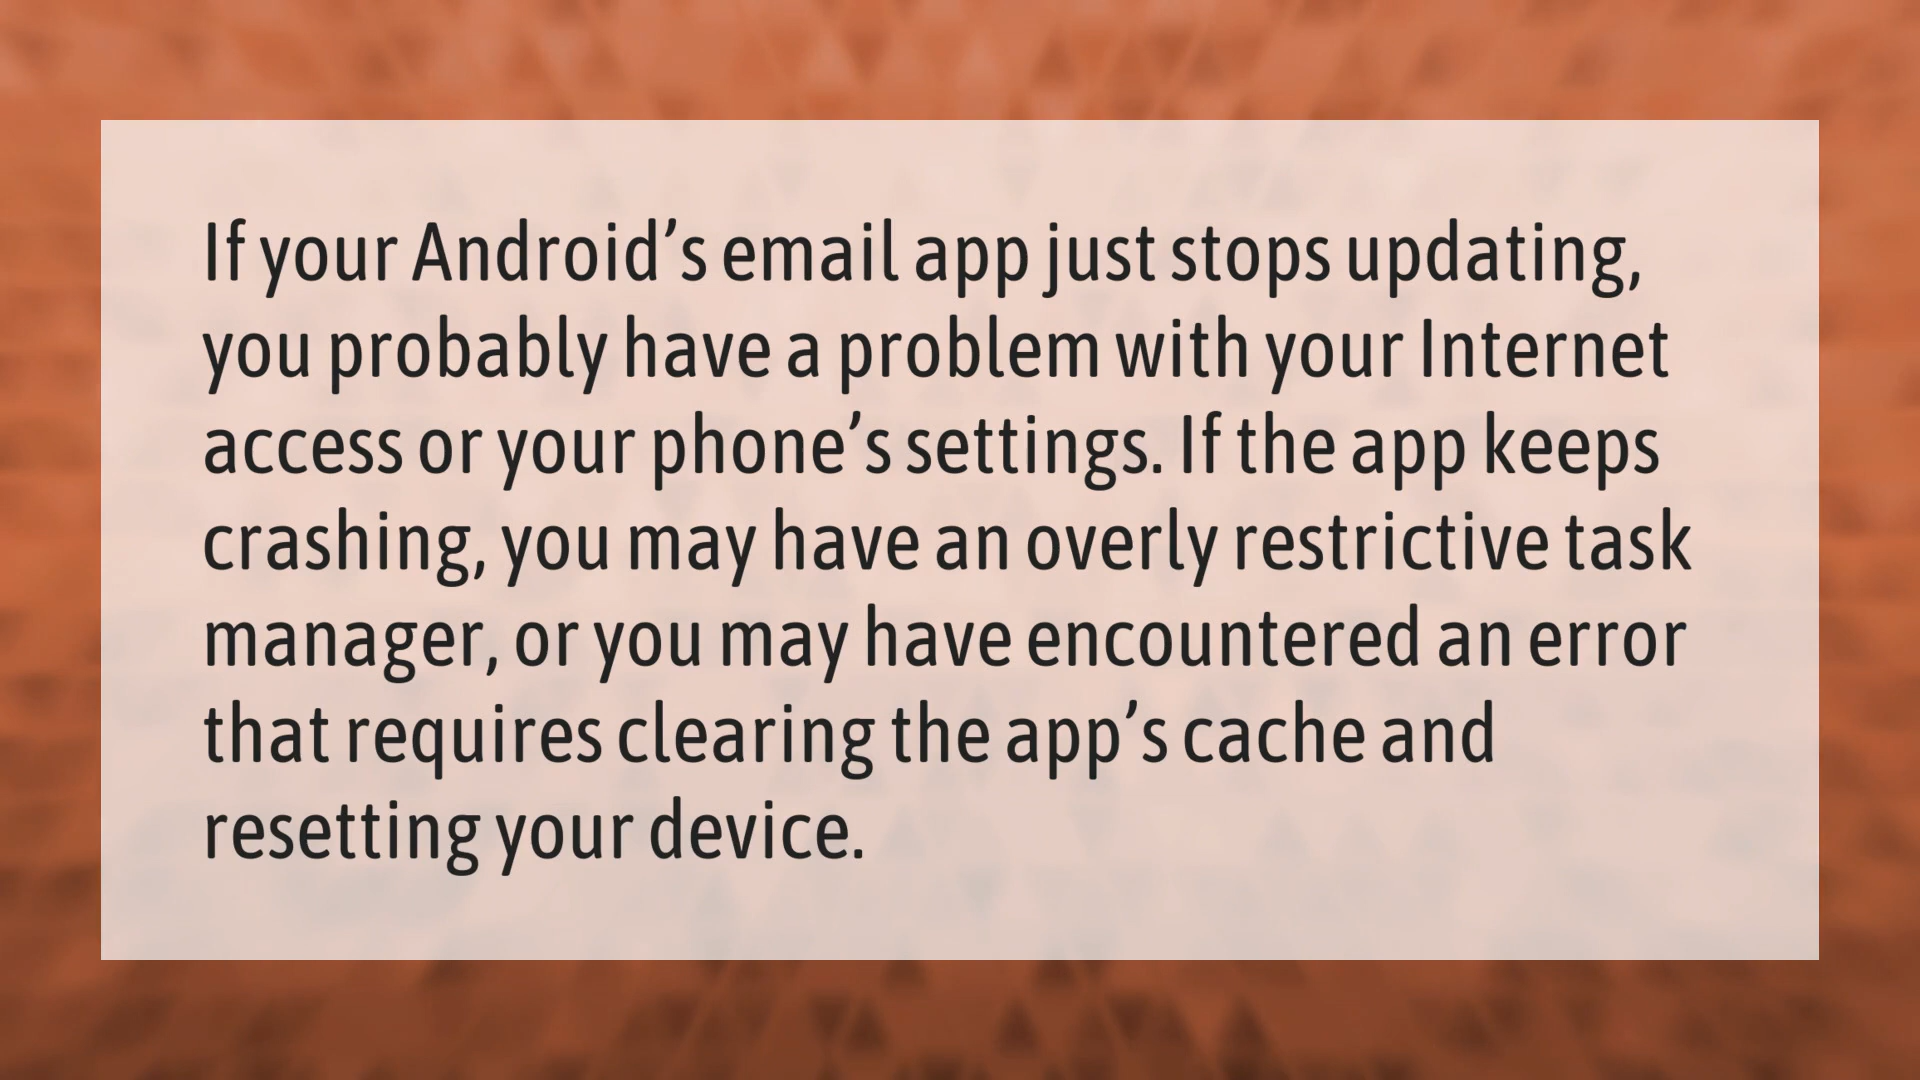 If your Android’s email app just stops updating,
you probably have a problem with your Internet
access or your phone’s settings. If the app keeps
crashing, you may have an overly restrictive task
manager, or you may have encountered an error
that requires clearing the app’s cache and
resetting your device.